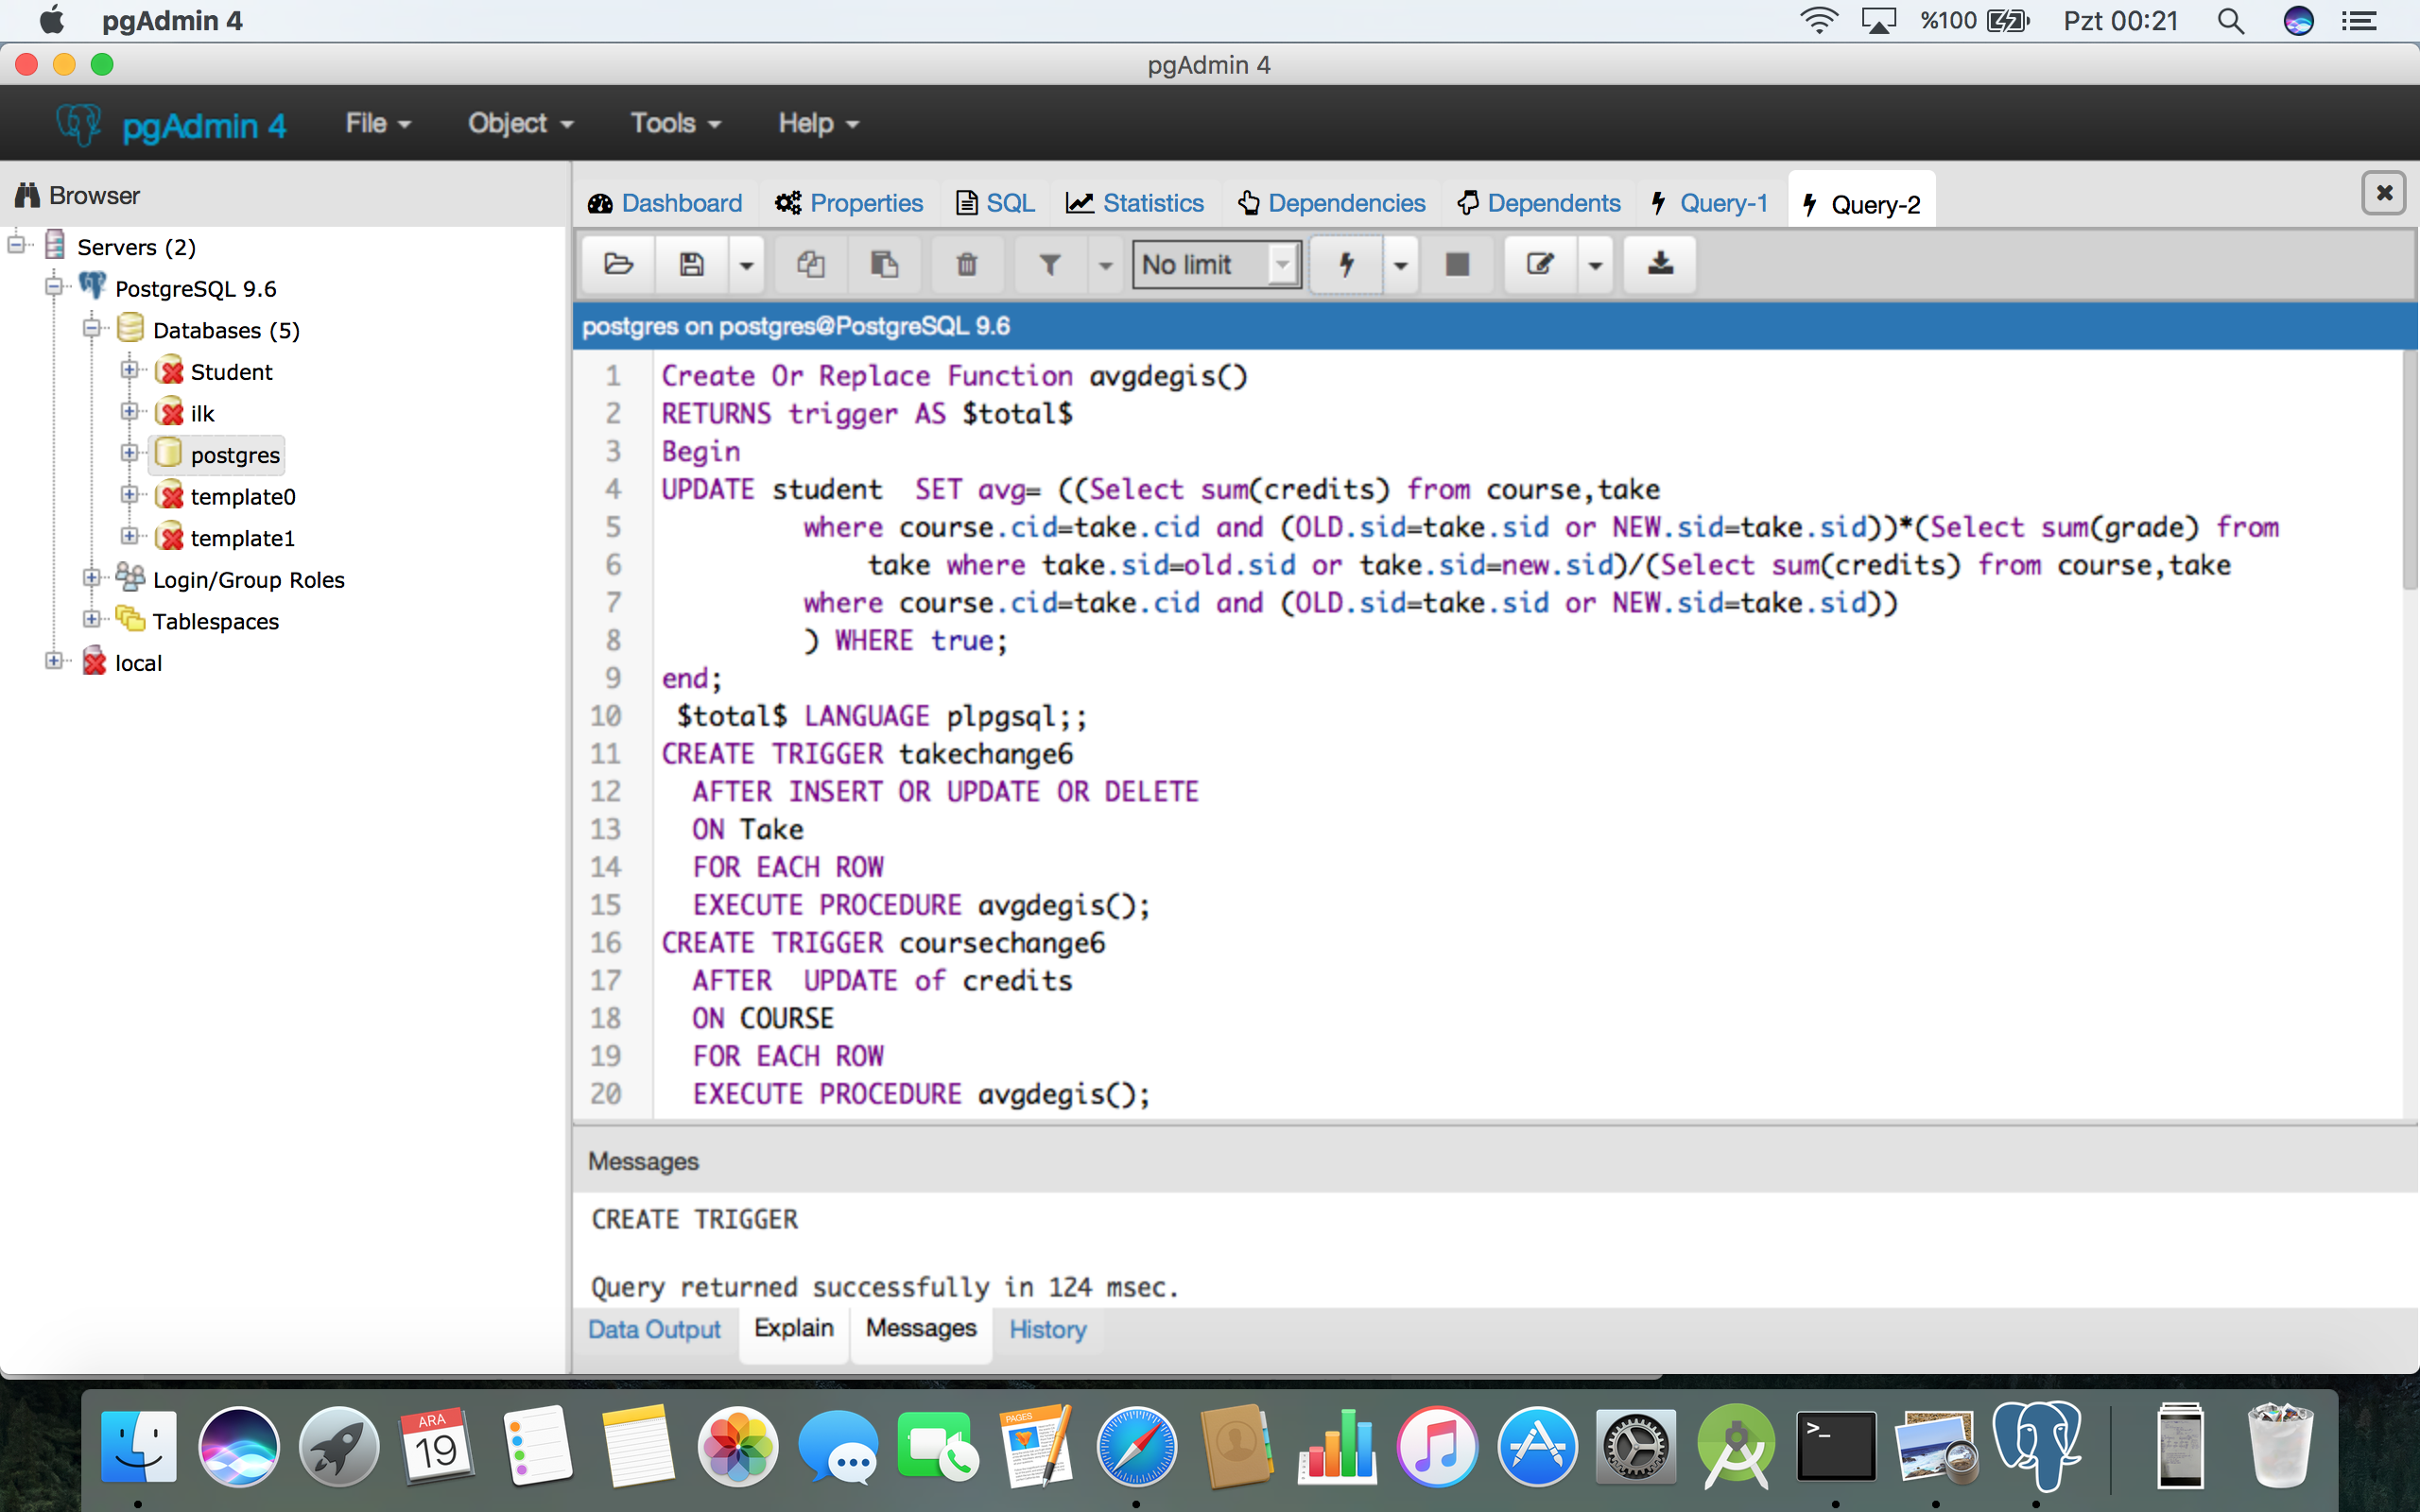 pgAdmin 4
%100
Pzt 00:21
pgAdmin 4
pgAdmin 4
File
Object
Tools
Help
Browser
Dashboard
Properties
SQL
Statistics
Dependencies
Dependents
Query-1
Query-2
Servers (2)
PostgreSQL 9.6
Databases (5)
Student
ilk
postgres
template0
template1
Login/Group Roles
Tablespaces
local
No limit
postgres on postgres@PostgreSQL 9.6
1 Create Or Replace Function avgdegis()
2 RETURNS trigger AS $total$
3 Begin
4 UPDATE student  SET avg= ((Select sum(credits) from course,take
5 where course.cid=take.cid and (OLD.sid=take.sid or NEW.sid=take.sid))*(Select sum(grade) from
6 take where take.sid=old.sid or take.sid=new.sid)/(Select sum(credits) from course,take
7 where course.cid=take.cid and (OLD.sid=take.sid or NEW.sid=take.sid))
8 ) WHERE true;
9 end;
10 $total$ LANGUAGE plpgsql;;
11 CREATE TRIGGER takechange6
12 AFTER INSERT OR UPDATE OR DELETE
13 ON Take
14 FOR EACH ROW
15 EXECUTE PROCEDURE avgdegis();
16 CREATE TRIGGER coursechange6
17 AFTER  UPDATE of credits
18 ON COURSE
19 FOR EACH ROW
20 EXECUTE PROCEDURE avgdegis();
Messages
CREATE TRIGGER
Query returned successfully in 124 msec.
Data Output
Explain
Messages
History
ARA
19
PAGES
>_